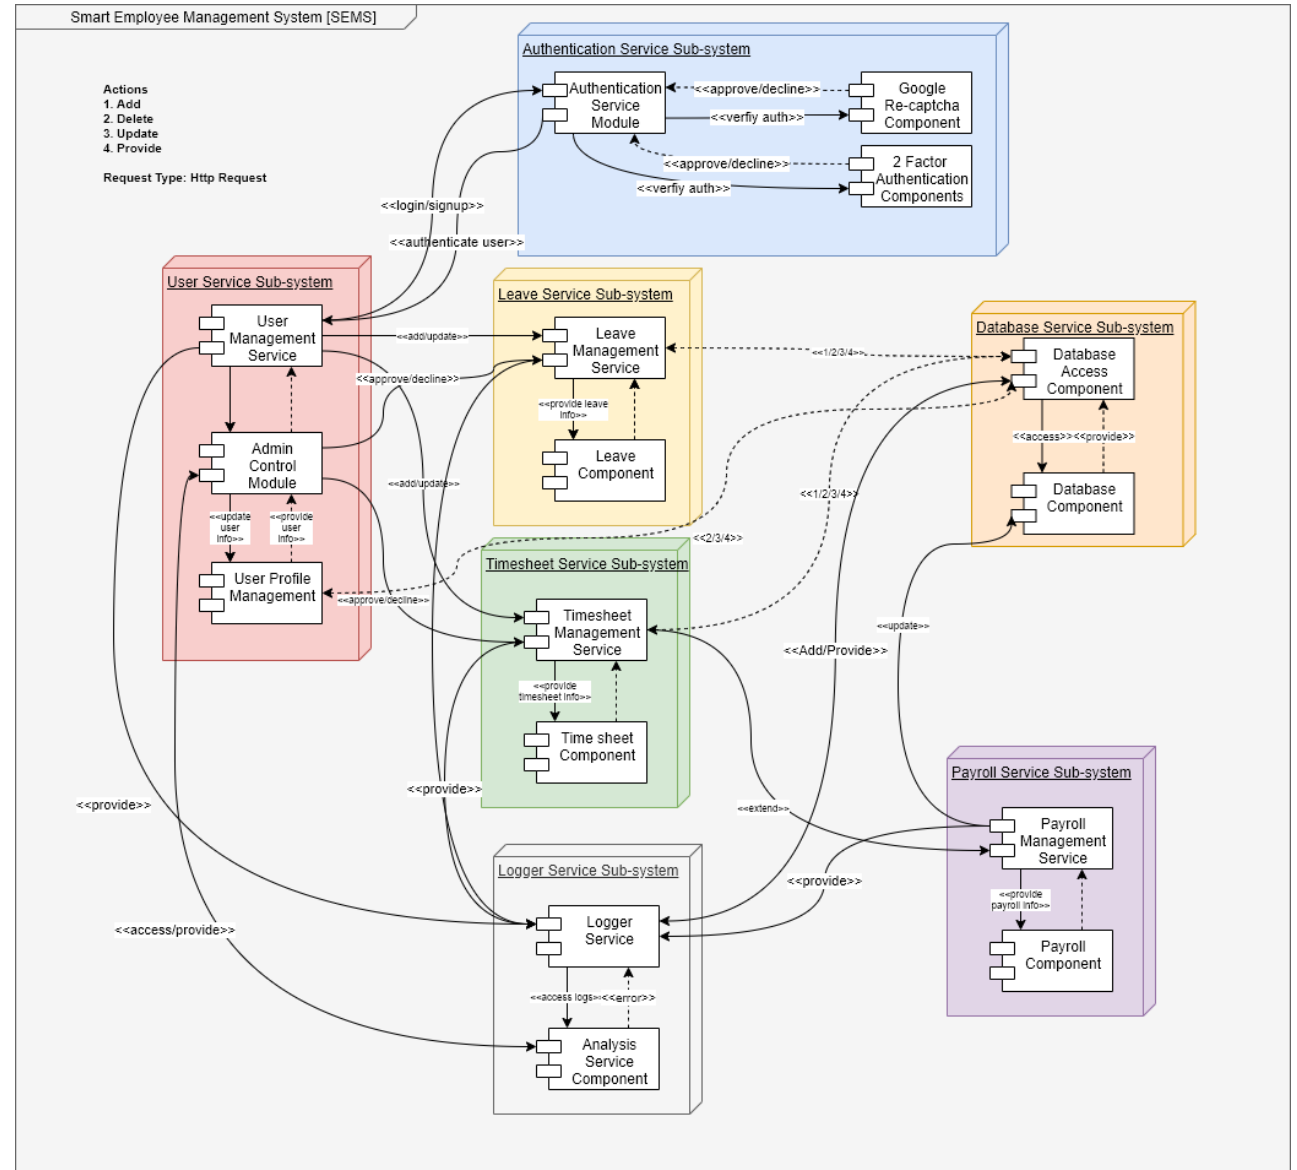 Smart Employee Management System [SEMS]
Actions
1. Add
2. Delete
3. Update
4. Provide
Request Type: Http Request
Authentication Service Sub-system
Authentication
Service
Module
<<approve/decline>>
Google
Re-captcha
Component
<<verfiy auth>>
<<approve/decline>>
2 Factor
Authentication
Components
<<verfiy auth>>
<<login/signup>>
<<authenticate user>>
User Service Sub-system
User
Management
Service
Admin
Control
Module
<<update
user
info>>
<<provide
user
info>>
User Profile
Management
<<add/update>>
<<approve/decline>>
<<add/update>>
<<approve/decline>>
Leave Service Sub-system
Leave
Management
Service
<<provide leave
info>>
Leave
Component
<<1/2/3/4>>
<<1/2/3/4>>
<<2/3/4>>
Database Service Sub-system
Database
Access
Component
<<access>>
<<provide>>
Database
Component
Timesheet Service Sub-system
Timesheet
Management
Service
<<provide
timesheet info>>
Time sheet
Component
<<update>>
<<Add/Provide>>
<<provide>>
<<provide>>
<<extend>>
<<provide>>
<<access/provide>>
Payroll Service Sub-system
Payroll
Management
Service
<<provide
payroll info>>
Payroll
Component
Logger Service Sub-system
Logger
Service
<<access logs>>
<<error>>
Analysis
Service
Component